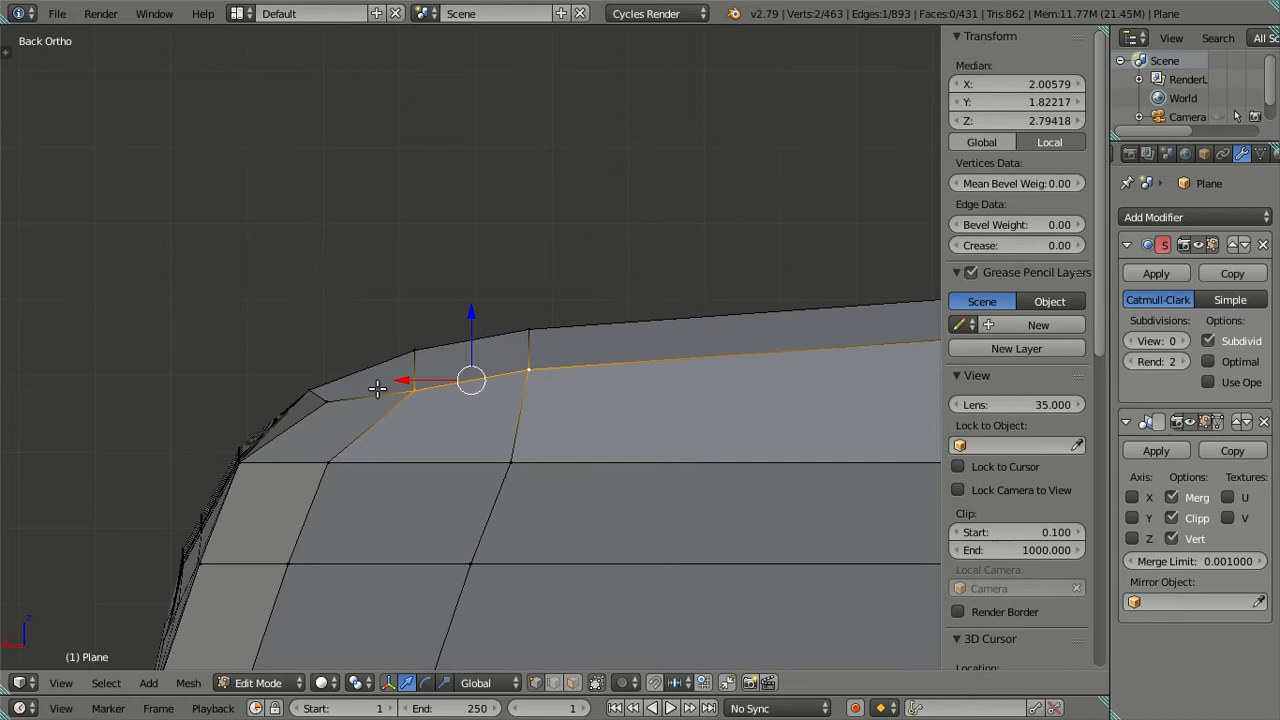 File Render Window Help Default Scene Cycles Render v2.79 | Verts:2/463 | Edges:1/893 | Faces:0/431 | Tris:862 | Mem:11.77M (21.45M) | Plane
Back Ortho
Transform
Median:
X: 2.00579
Y: 1.82217
Z: 2.79418
Global Local
Vertices Data:
Mean Bevel Weig: 0.00
Edge Data:
Bevel Weight: 0.00
Crease: 0.00
Grease Pencil Layers
Scene Object
New
New Layer
View
Lens: 35.000
Lock to Object:
Lock to Cursor
Lock Camera to View
Clip:
Start: 0.100
End: 1000.000
Local Camera:
Camera
Render Border
3D Cursor
Location:
View Search All Sc
Scene
RenderL
World
Camera
Plane
Add Modifier
S
Apply Copy
Catmull-Clark Simple
Subdivisions: Options:
View: 0 Subdivid
Rend: 2 Optimal
Use Ope
Apply Copy
Axis: Options: Textures:
X Merg U
Y Clipp V
Z Vert
Merge Limit: 0.001000
Mirror Object:
z
(1) Plane
View Select Add Mesh Edit Mode Global
View Marker Frame Playback Start: 1 End: 250 1 No Sync